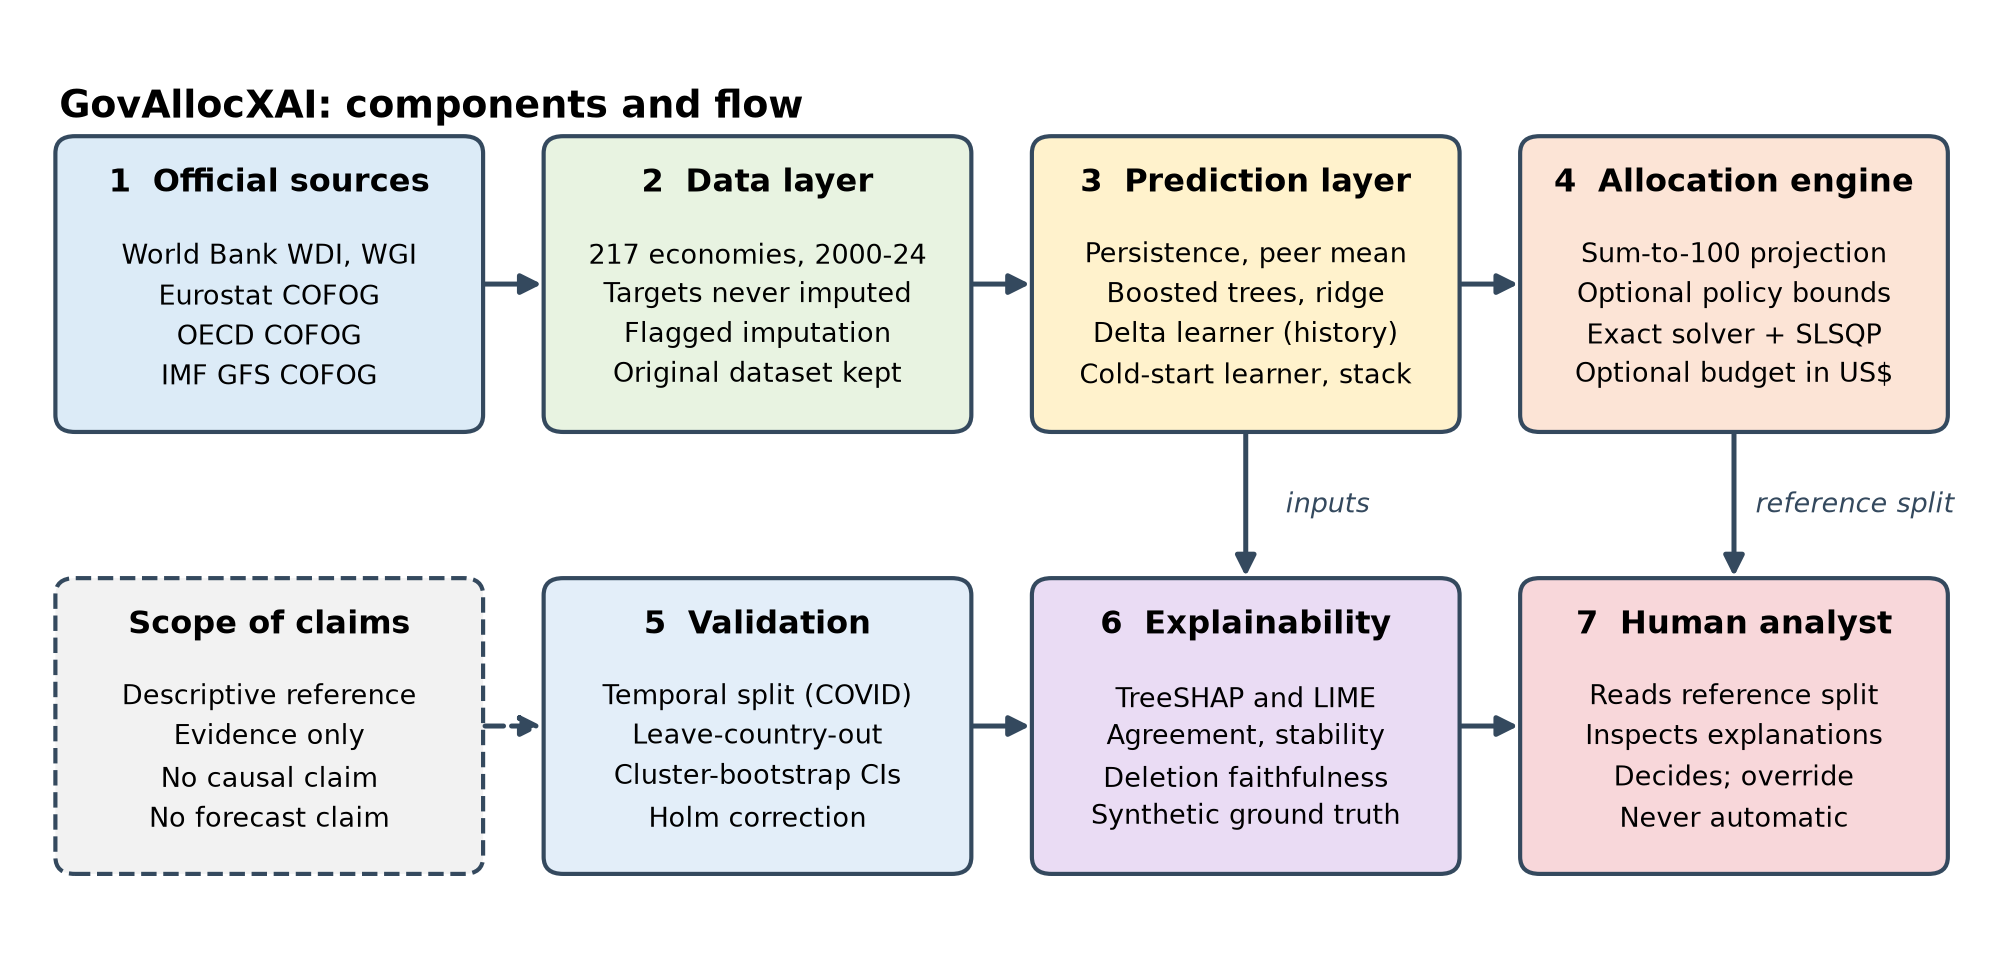 GovAllocXAI: components and flow
1 Official sources
World Bank WDI, WGI
Eurostat COFOG
OECD COFOG
IMF GFS COFOG
2 Data layer
217 economies, 2000-24
Targets never imputed
Flagged imputation
Original dataset kept
3 Prediction layer
Persistence, peer mean
Boosted trees, ridge
Delta learner (history)
Cold-start learner, stack
4 Allocation engine
Sum-to-100 projection
Optional policy bounds
Exact solver + SLSQP
Optional budget in US$
inputs
reference split
Scope of claims
Descriptive reference
Evidence only
No causal claim
No forecast claim
5 Validation
Temporal split (COVID)
Leave-country-out
Cluster-bootstrap CIs
Holm correction
6 Explainability
TreeSHAP and LIME
Agreement, stability
Deletion faithfulness
Synthetic ground truth
7 Human analyst
Reads reference split
Inspects explanations
Decides; override
Never automatic